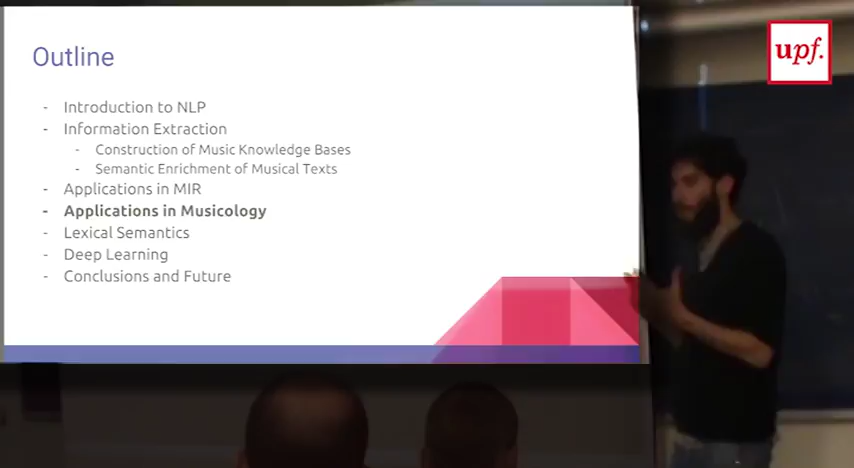 Outline
upf.
- Introduction to NLP
- Information Extraction
- Construction of Music Knowledge Bases
- Semantic Enrichment of Musical Texts
- Applications in MIR
- Applications in Musicology
- Lexical Semantics
- Deep Learning
- Conclusions and Future